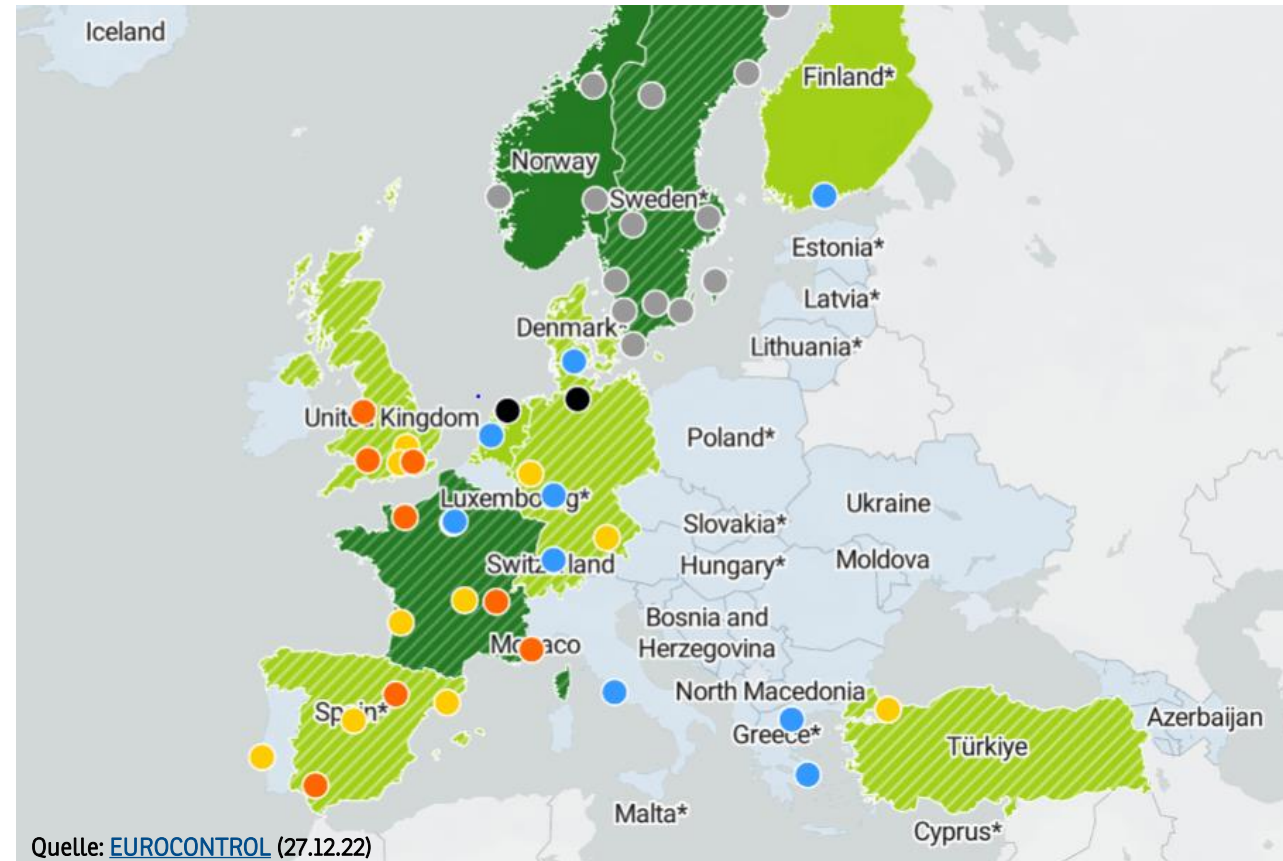 Iceland
Finland*
Norway
Sweden*
Estonia*
Latvia*
Denmark
Lithuania*
United Kingdom
Poland*
Luxembourg*
Ukraine
Slovakia*
Switzerland
Hungary*
Moldova
Bosnia and
Herzegovina
Monaco
North Macedonia
Spain*
Greece*
Azerbaijan
Türkiye
Malta*
Cyprus*
Quelle: EUROCONTROL (27.12.22)